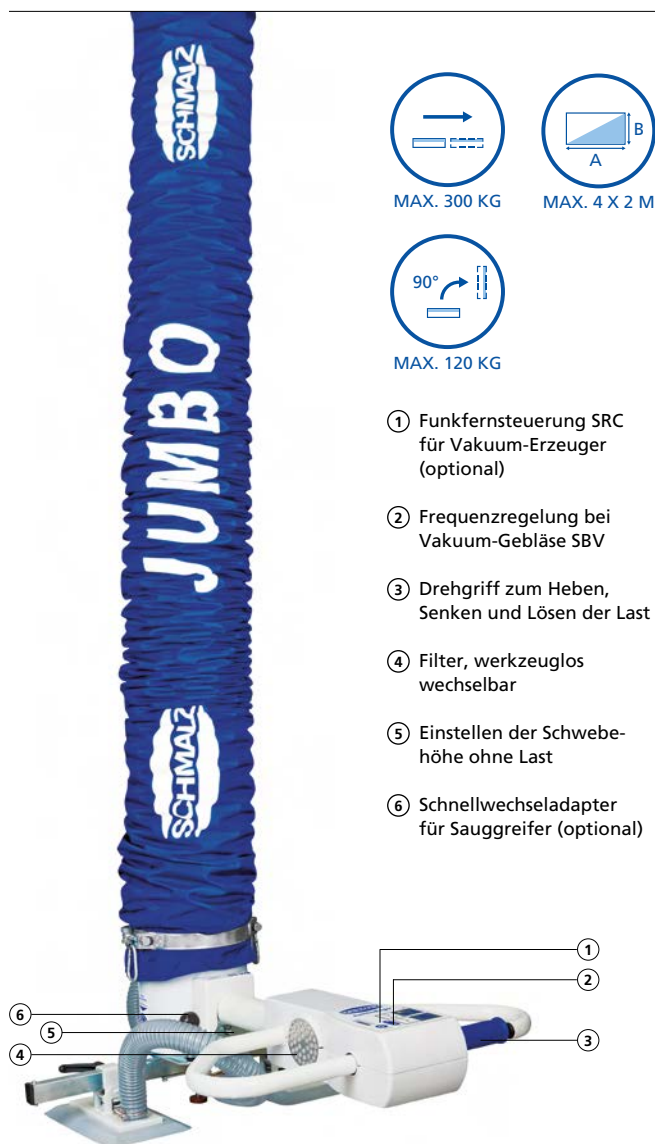 SCHMALZ
JUMBO
SCHMALZ
MAX. 300 KG
B
A
MAX. 4 X 2 M
90°
MAX. 120 KG
1 Funkfernsteuerung SRC
für Vakuum-Erzeuger
(optional)
2 Frequenzregelung bei
Vakuum-Gebläse SBV
3 Drehgriff zum Heben,
Senken und Lösen der Last
4 Filter, werkzeuglos
wechselbar
5 Einstellen der Schwebe-
höhe ohne Last
6 Schnellwechseladapter
für Sauggreifer (optional)
1
2
3
6
5
4